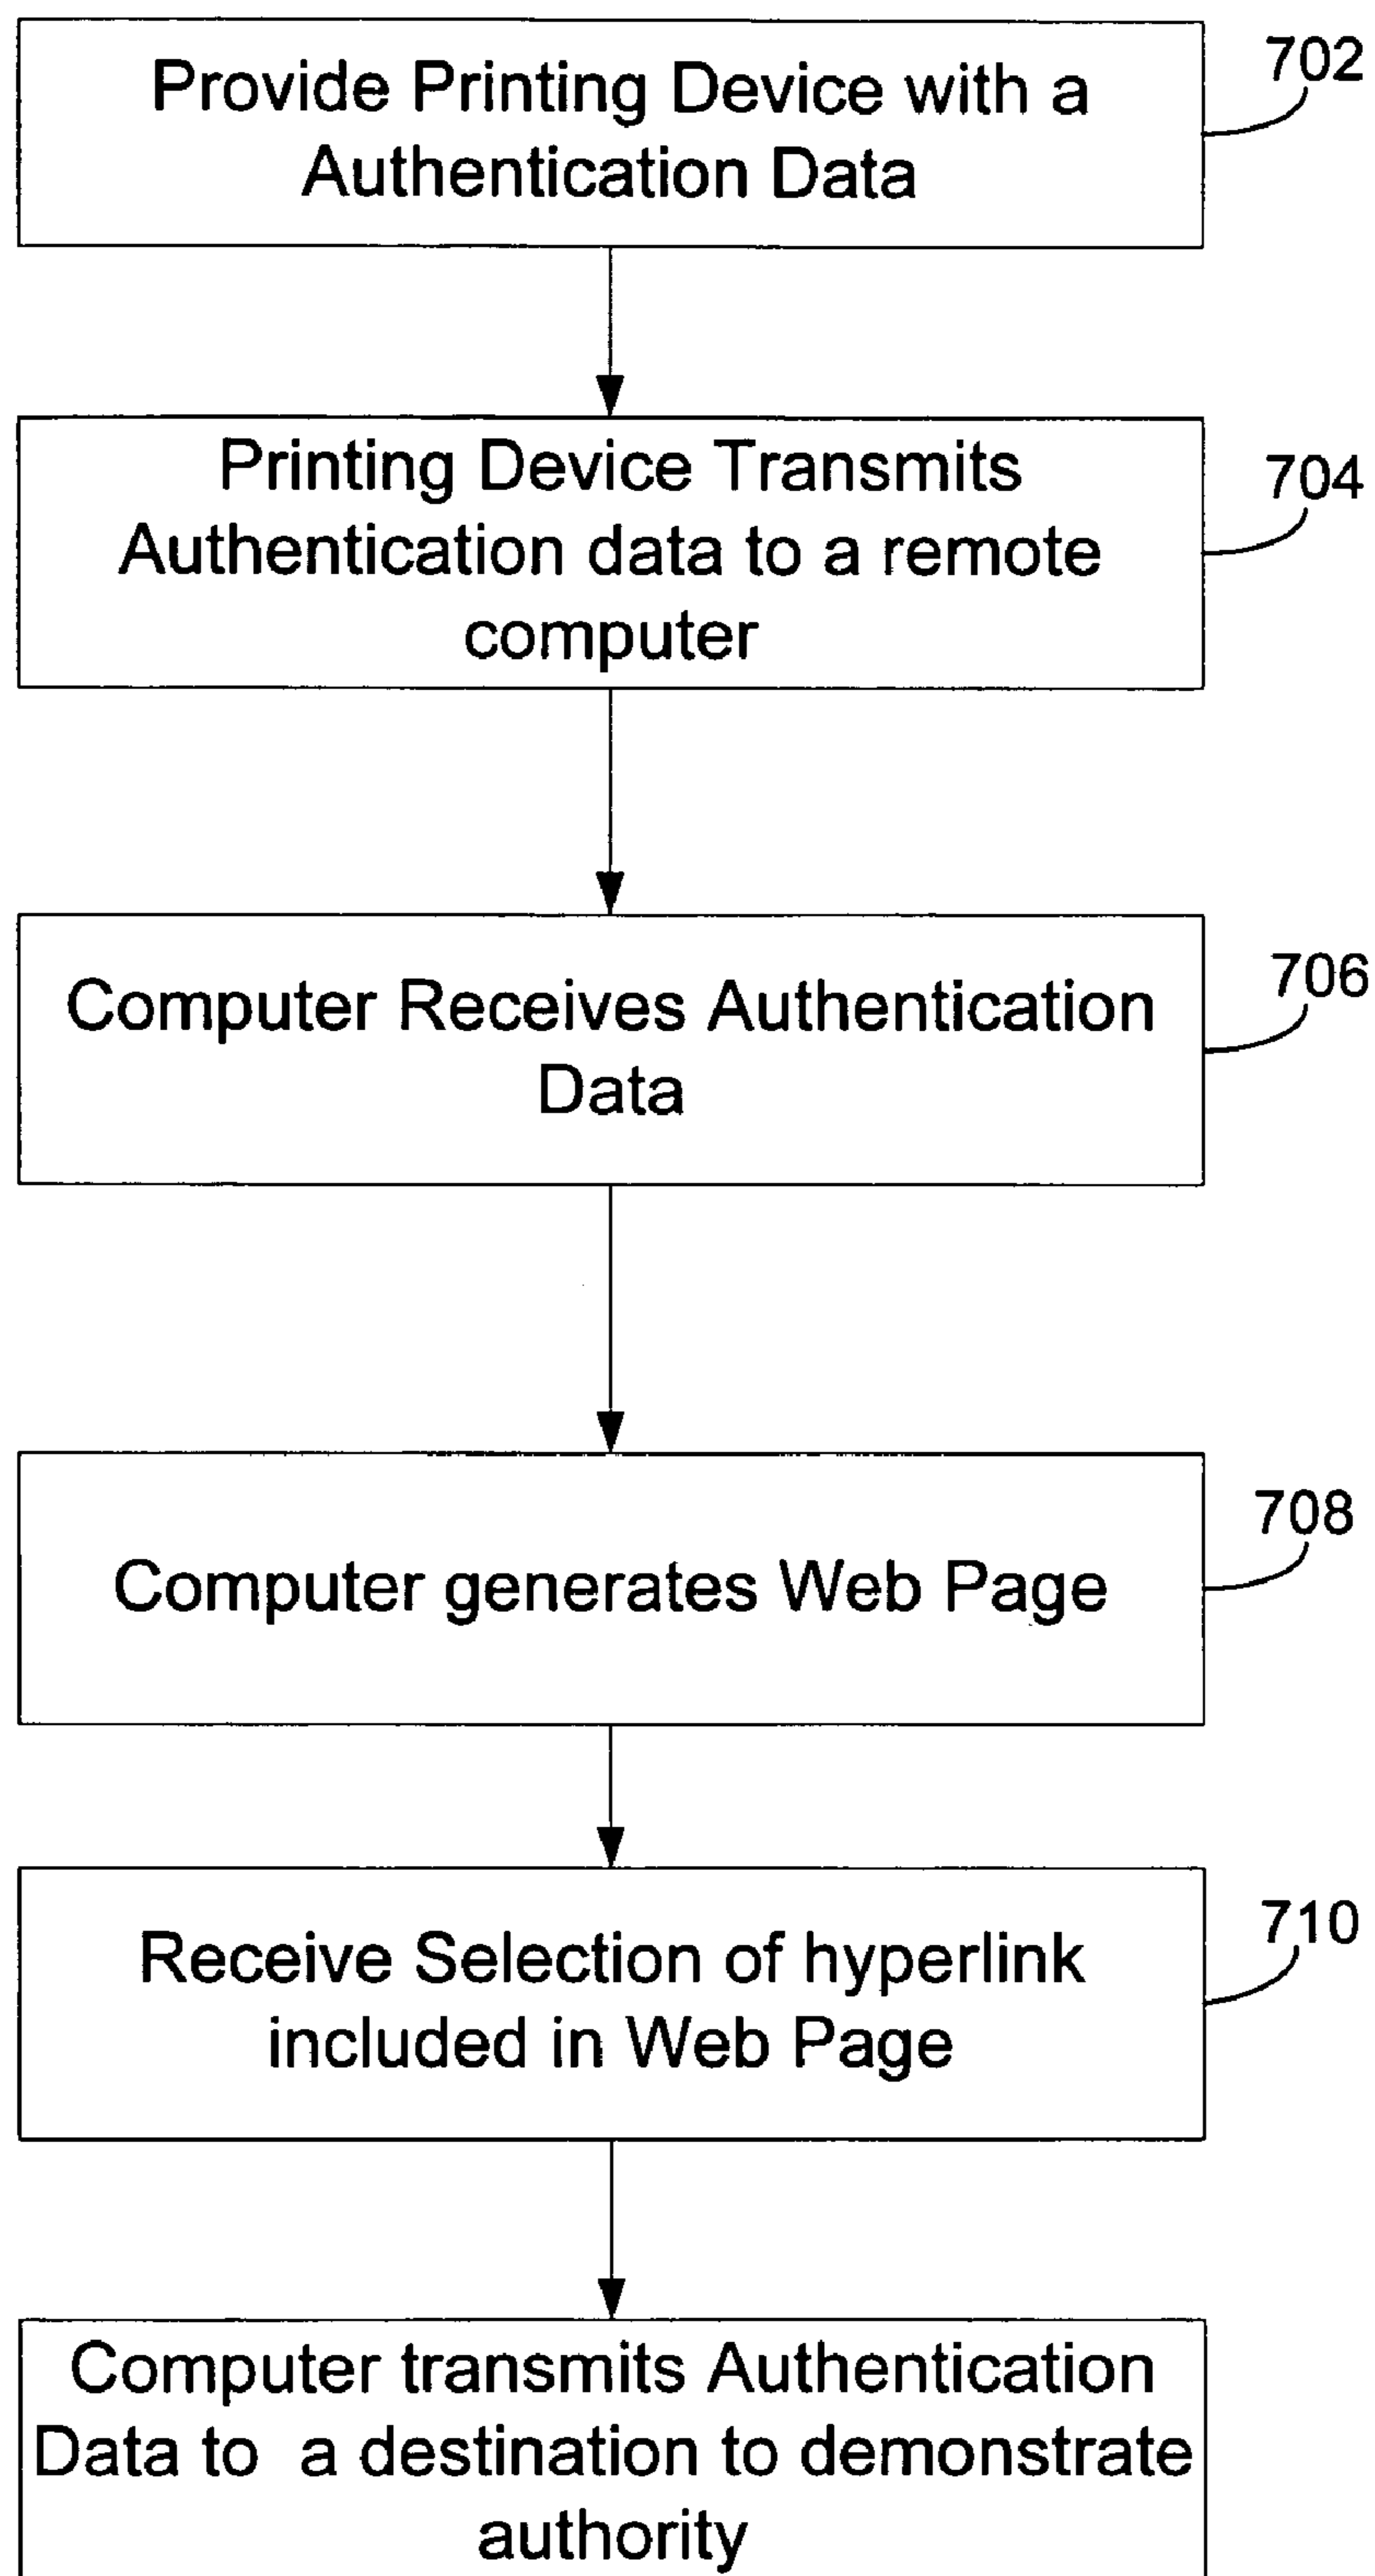 Provide Printing Device with a
Authentication Data
702
Printing Device Transmits
Authentication data to a remote
computer
704
Computer Receives Authentication
Data
706
Computer generates Web Page
708
Receive Selection of hyperlink
included in Web Page
710
Computer transmits Authentication
Data to a destination to demonstrate
authority